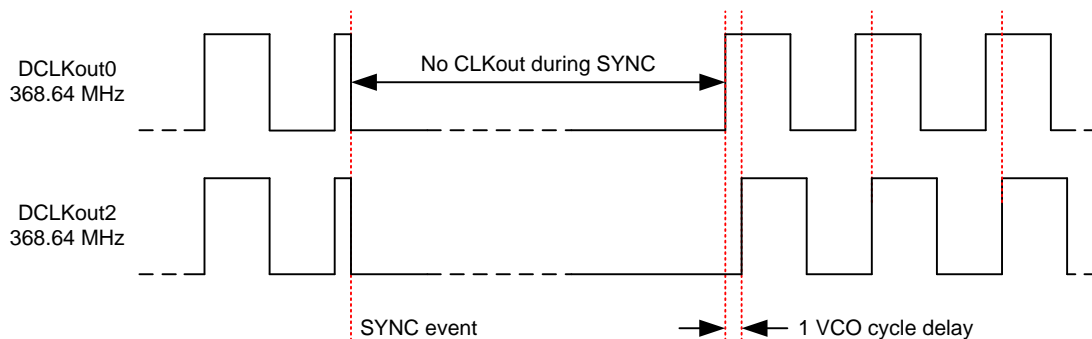 DCLKout0
368.64 MHz
No CLKout during SYNC
DCLKout2
368.64 MHz
SYNC event
1 VCO cycle delay